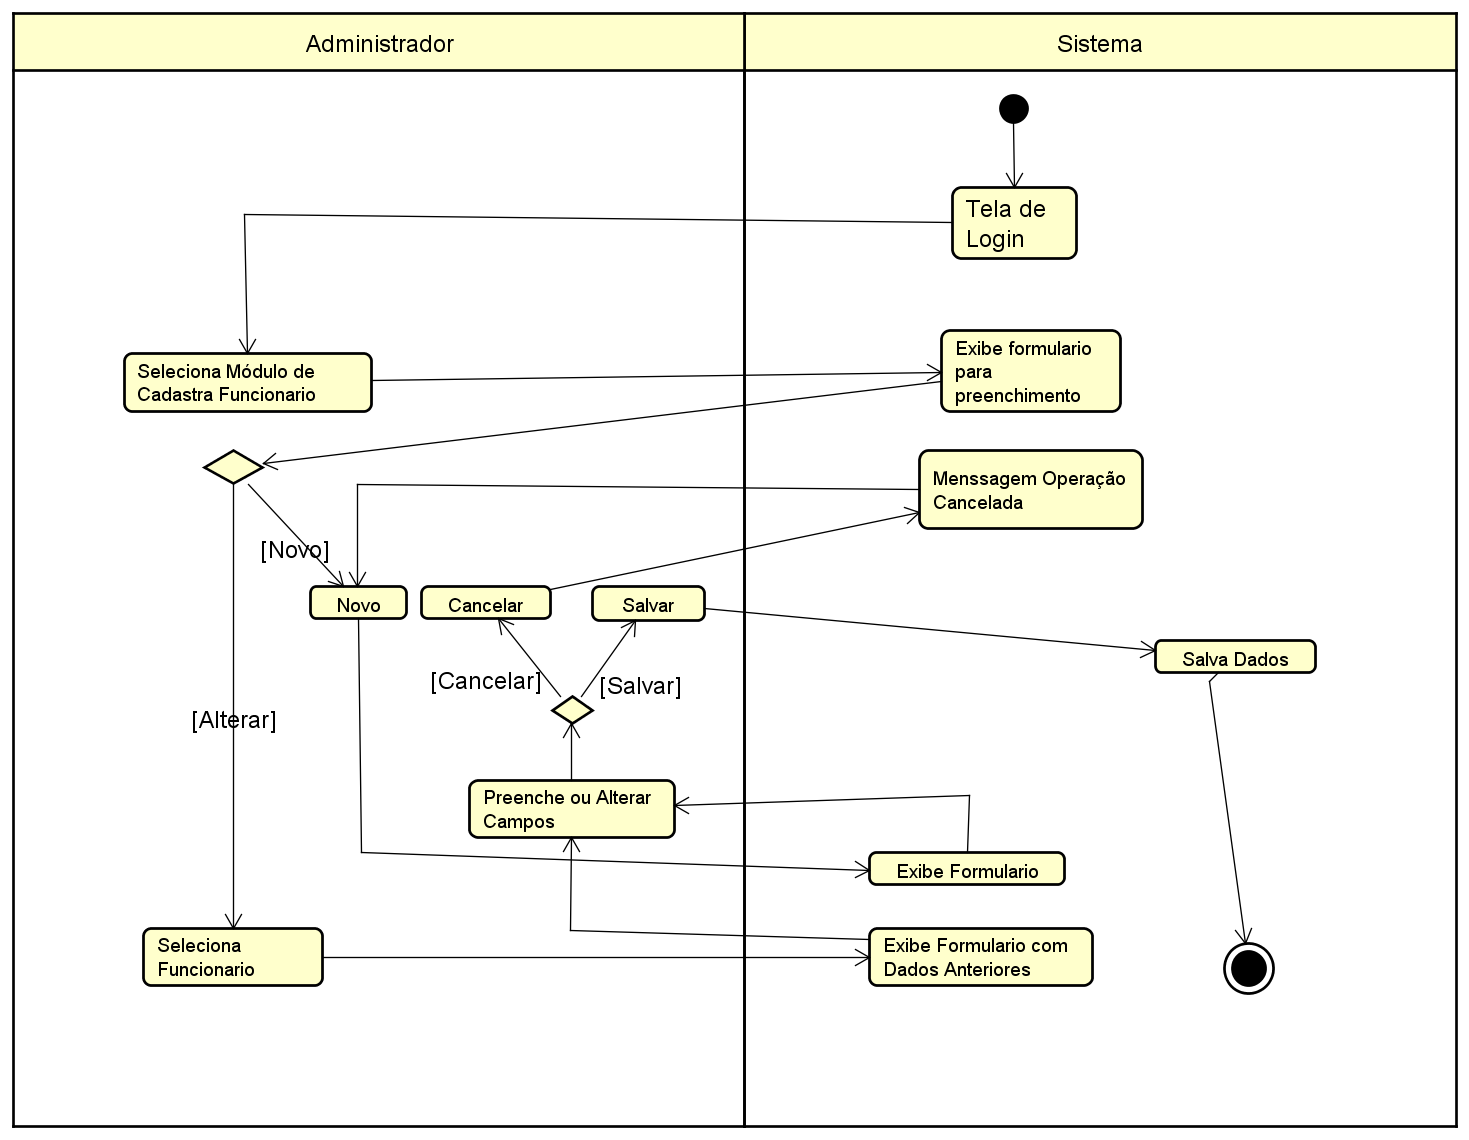 Administrador
Sistema
Tela de
Login
Seleciona Módulo de
Cadastra Funcionario
Exibe formulario
para
preenchimento
Menssagem Operação
Cancelada
[Novo]
Novo
Cancelar
Salvar
Salva Dados
[Cancelar]
[Salvar]
[Alterar]
Preenche ou Alterar
Campos
Exibe Formulario
Seleciona
Funcionario
Exibe Formulario com
Dados Anteriores